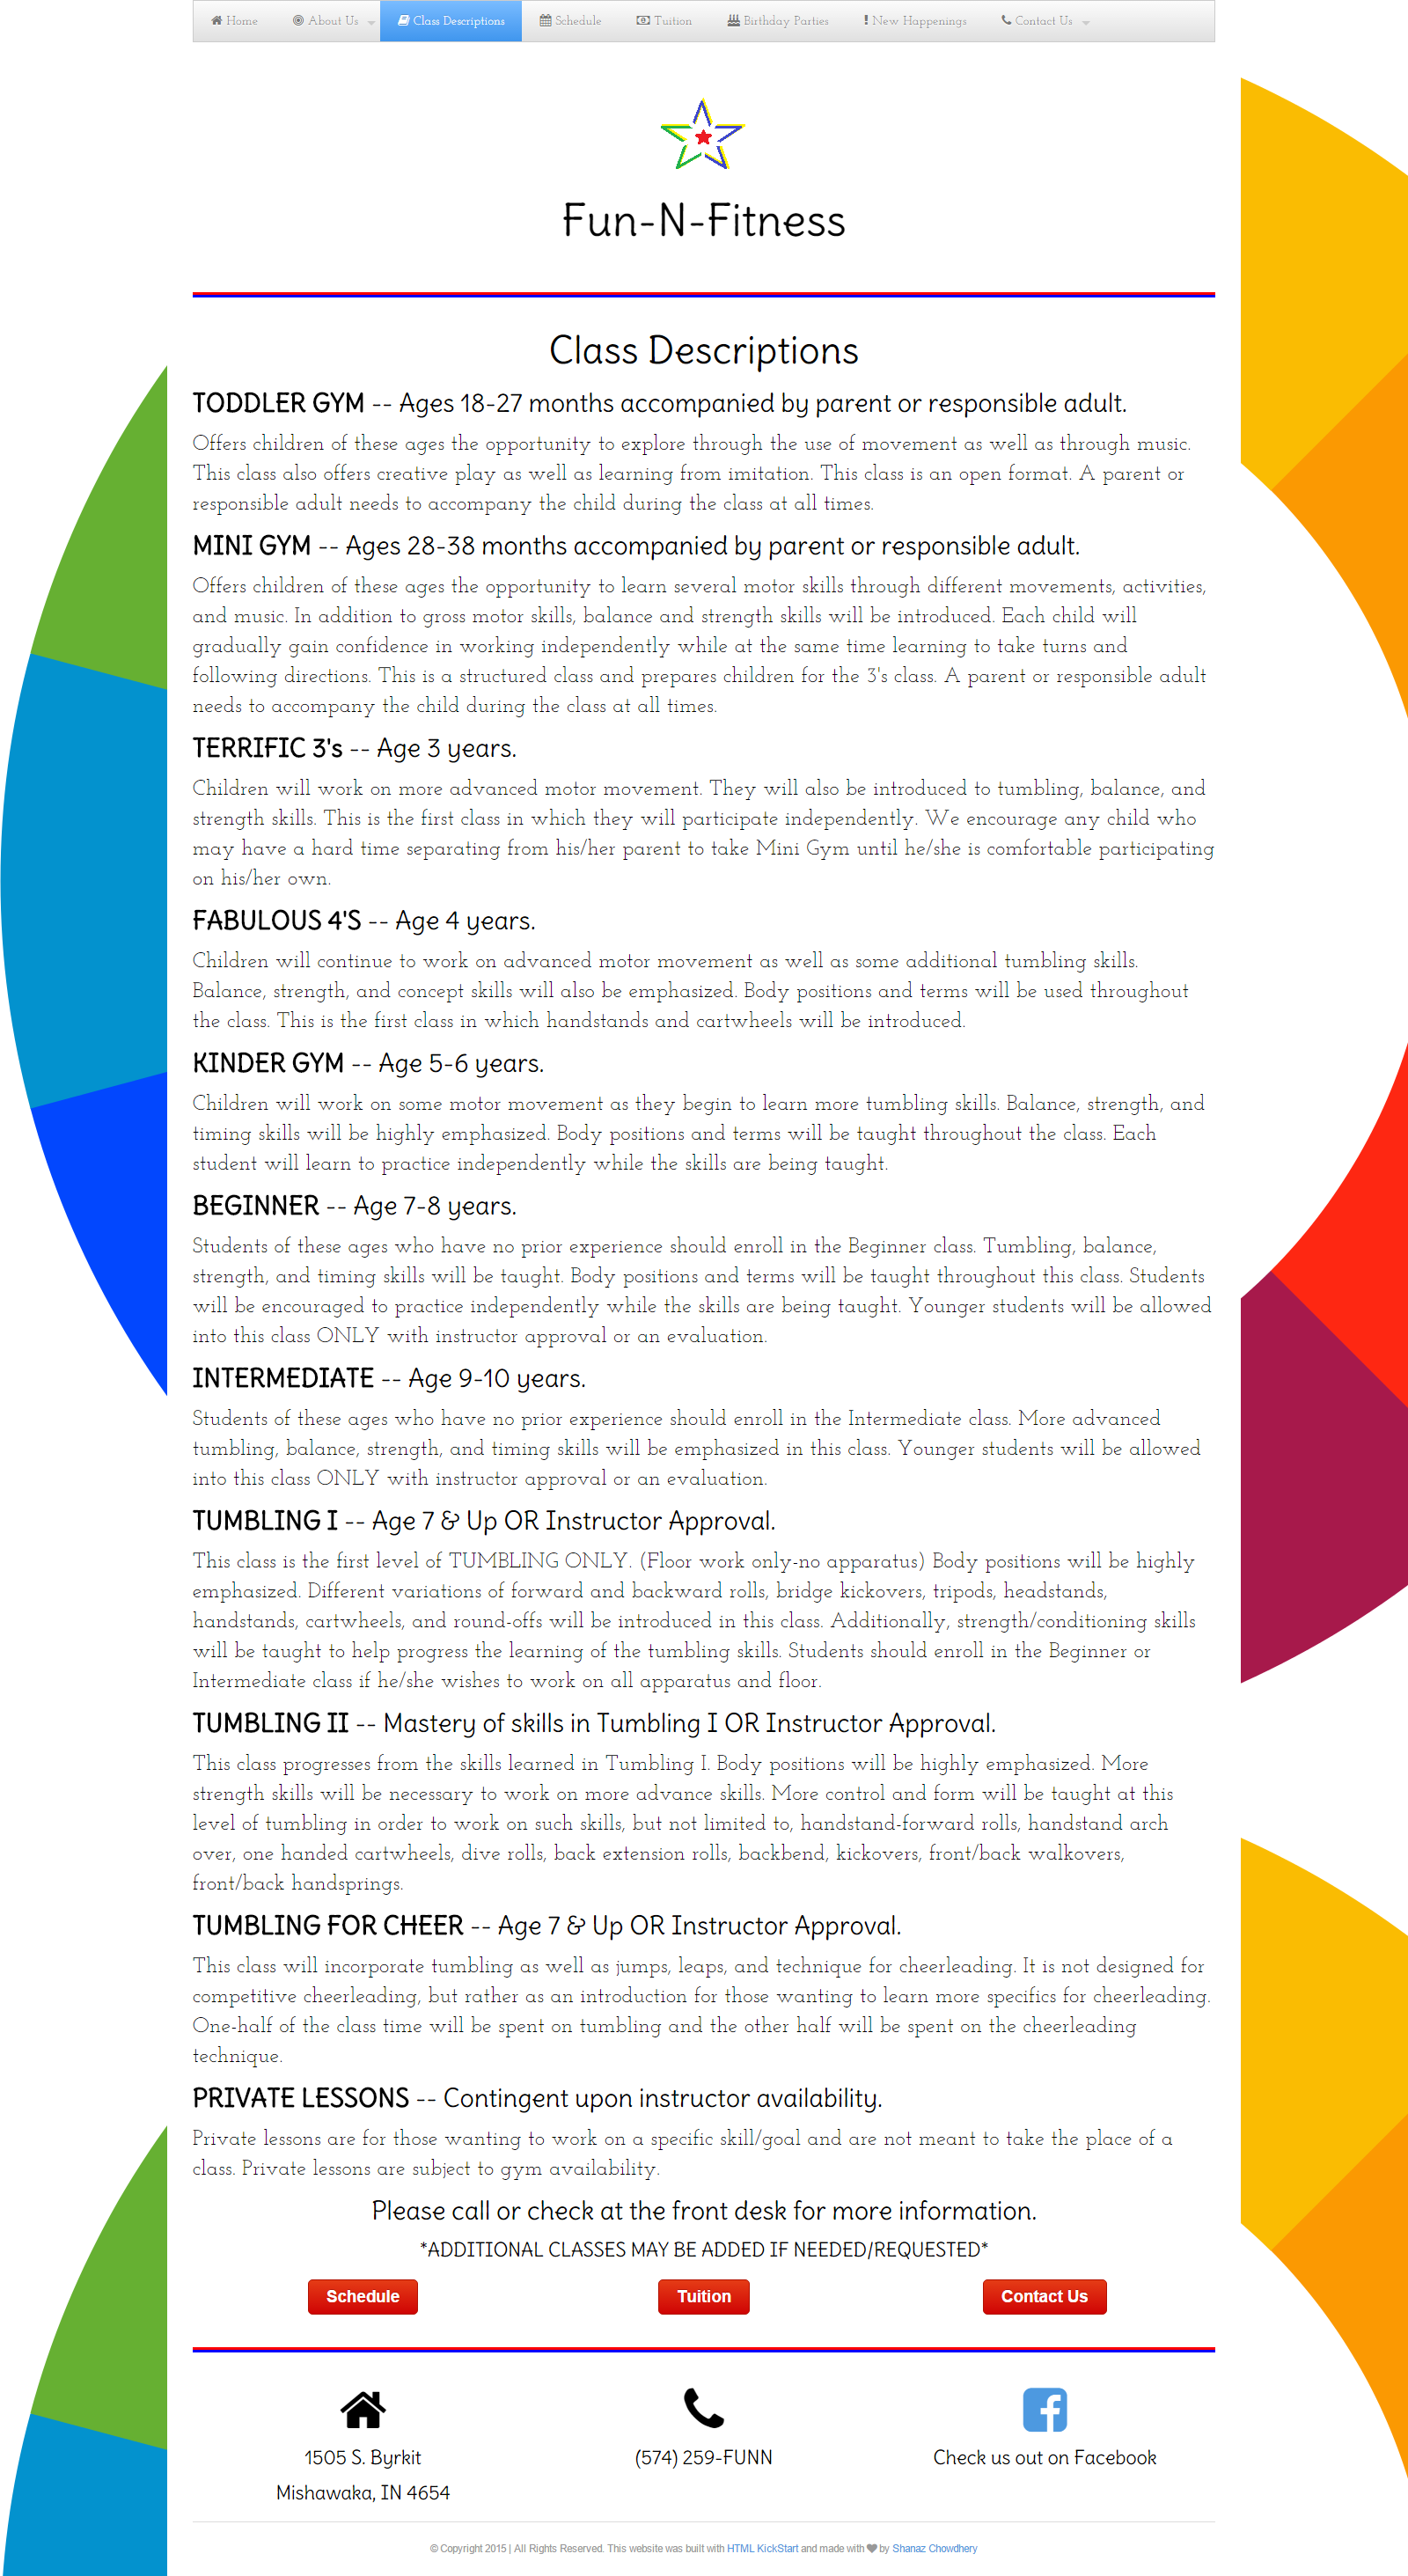 Home About Us Class Descriptions Schedule Tuition Birthday Parties New Happenings Contact Us
Fun-N-Fitness
Class Descriptions
TODDLER GYM -- Ages 18-27 months accompanied by parent or responsible adult.
Offers children of these ages the opportunity to explore through the use of movement as well as through music.
This class also offers creative play as well as learning from imitation. This class is an open format. A parent or
responsible adult needs to accompany the child during the class at all times.
MINI GYM -- Ages 28-38 months accompanied by parent or responsible adult.
Offers children of these ages the opportunity to learn several motor skills through different movements, activities,
and music. In addition to gross motor skills, balance and strength skills will be introduced. Each child will
gradually gain confidence in working independently while at the same time learning to take turns and
following directions. This is a structured class and prepares children for the 3's class. A parent or responsible adult
needs to accompany the child during the class at all times.
TERRIFIC 3's -- Age 3 years.
Children will work on more advanced motor movement. They will also be introduced to tumbling, balance, and
strength skills. This is the first class in which they will participate independently. We encourage any child who
may have a hard time separating from his/her parent to take Mini Gym until he/she is comfortable participating
on his/her own.
FABULOUS 4'S -- Age 4 years.
Children will continue to work on advanced motor movement as well as some additional tumbling skills.
Balance, strength, and concept skills will also be emphasized. Body positions and terms will be used throughout
the class. This is the first class in which handstands and cartwheels will be introduced.
KINDER GYM -- Age 5-6 years.
Children will work on some motor movement as they begin to learn more tumbling skills. Balance, strength, and
timing skills will be highly emphasized. Body positions and terms will be taught throughout the class. Each
student will learn to practice independently while the skills are being taught.
BEGINNER -- Age 7-8 years.
Students of these ages who have no prior experience should enroll in the Beginner class. Tumbling, balance,
strength, and timing skills will be taught. Body positions and terms will be taught throughout this class. Students
will be encouraged to practice independently while the skills are being taught. Younger students will be allowed
into this class ONLY with instructor approval or an evaluation.
INTERMEDIATE -- Age 9-10 years.
Students of these ages who have no prior experience should enroll in the Intermediate class. More advanced
tumbling, balance, strength, and timing skills will be emphasized in this class. Younger students will be allowed
into this class ONLY with instructor approval or an evaluation.
TUMBLING I -- Age 7 & Up OR Instructor Approval.
This class is the first level of TUMBLING ONLY. (Floor work only-no apparatus) Body positions will be highly
emphasized. Different variations of forward and backward rolls, bridge kickovers, tripods, headstands,
handstands, cartwheels, and round-offs will be introduced in this class. Additionally, strength/conditioning skills
will be taught to help progress the learning of the tumbling skills. Students should enroll in the Beginner or
Intermediate class if he/she wishes to work on all apparatus and floor.
TUMBLING II -- Mastery of skills in Tumbling I OR Instructor Approval.
This class progresses from the skills learned in Tumbling I. Body positions will be highly emphasized. More
strength skills will be necessary to work on more advance skills. More control and form will be taught at this
level of tumbling in order to work on such skills, but not limited to, handstand-forward rolls, handstand arch
over, one handed cartwheels, dive rolls, back extension rolls, backbend, kickovers, front/back walkovers,
front/back handsprings.
TUMBLING FOR CHEER -- Age 7 & Up OR Instructor Approval.
This class will incorporate tumbling as well as jumps, leaps, and technique for cheerleading. It is not designed for
competitive cheerleading, but rather as an introduction for those wanting to learn more specifics for cheerleading.
One-half of the class time will be spent on tumbling and the other half will be spent on the cheerleading
technique.
PRIVATE LESSONS -- Contingent upon instructor availability.
Private lessons are for those wanting to work on a specific skill/goal and are not meant to take the place of a
class. Private lessons are subject to gym availability.
Please call or check at the front desk for more information.
*ADDITIONAL CLASSES MAY BE ADDED IF NEEDED/REQUESTED*
Schedule Tuition Contact Us
1505 S. Byrkit (574) 259-FUNN Check us out on Facebook
Mishawaka, IN 4654
© Copyright 2015 | All Rights Reserved. This website was built with HTML KickStart and made with by Shanaz Chowdhery